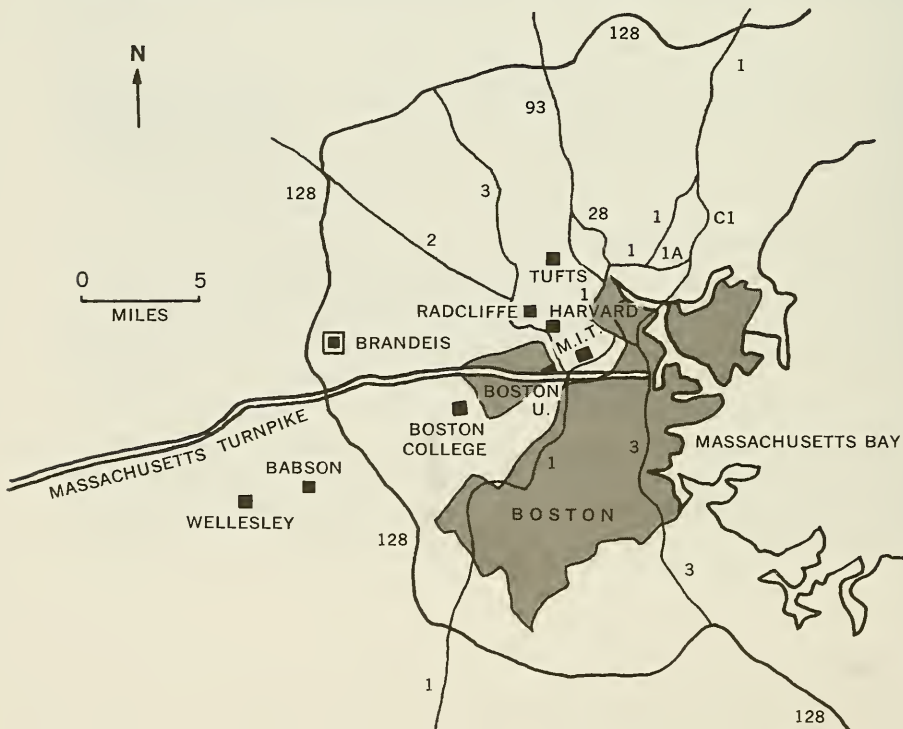 128
N
1
93
128
3
28
1
C1
2
1
1A
0 5
MILES
TUFTS
1
RADCLIFFE
HARVARD
M.I.T.
BRANDEIS
BOSTON
U.
BOSTON
COLLEGE
MASSACHUSETTS TURNPIKE
MASSACHUSETTS BAY
1
3
BABSON
WELLESLEY
BOSTON
128
3
1
128